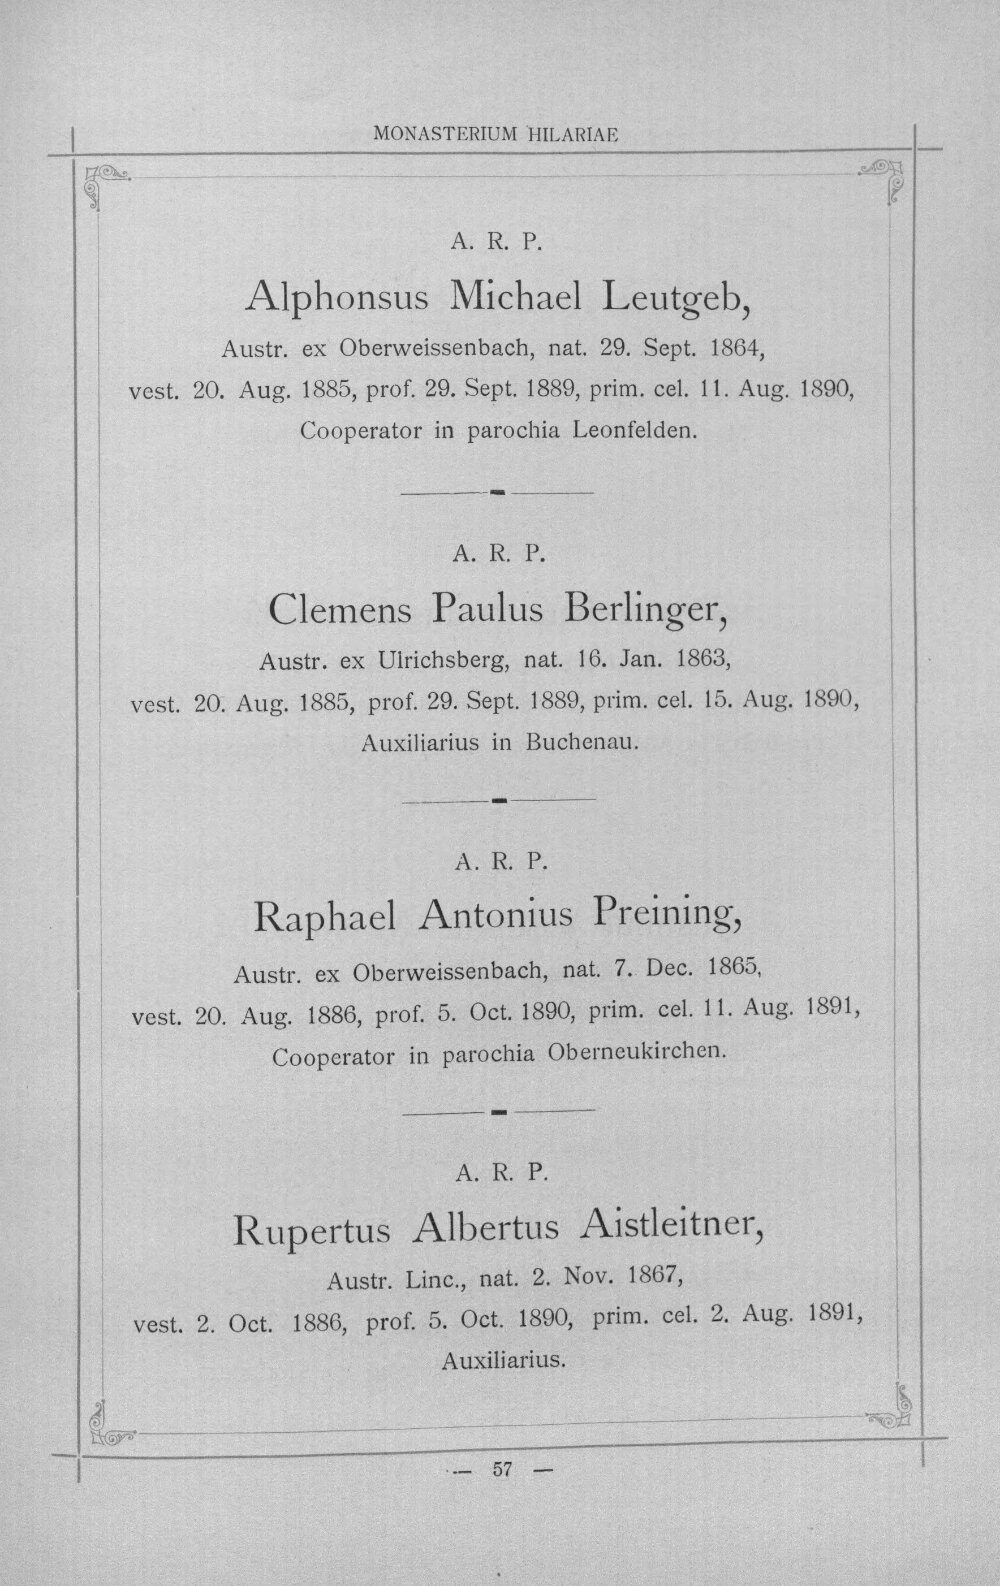 MONASTERIUM HILARIAE
A. R. P.
Alphonsus Michael Leutgeb,
Austr. ex Oberweissenbach, nat. 29. Sept. 1864,
vest. 20. Aug. 1885, prof. 29. Sept. 1889, prim. cel. 11. Aug. 1890,
Cooperator in parochia Leonfelden.
A. R. P.
Clemens Paulus Berlinger,
Austr. ex Ulrichsberg, nat. 16. Jan. 1863,
vest. 20. Aug. 1885, prof. 29. Sept. 1889, prim. cel. 15. Aug. 1890,
Auxiliarius in Buchenau.
A. R. P.
Raphael Antonius Preining,
Austr. ex Oberweissenbach, nat. 7. Dec. 1865,
vest. 20. Aug. 1886, prof. 5. Oct. 1890, prim. cel. 11. Aug. 1891,
Cooperator in parochia Oberneukirchen.
A. R. P.
Rupertus Albertus Aistleitner,
Austr. Linc., nat. 2. Nov. 1867,
vest. 2. Oct. 1886, prof. 5. Oct. 1890, prim. cel. 2. Aug. 1891,
Auxiliarius.
— 57 —